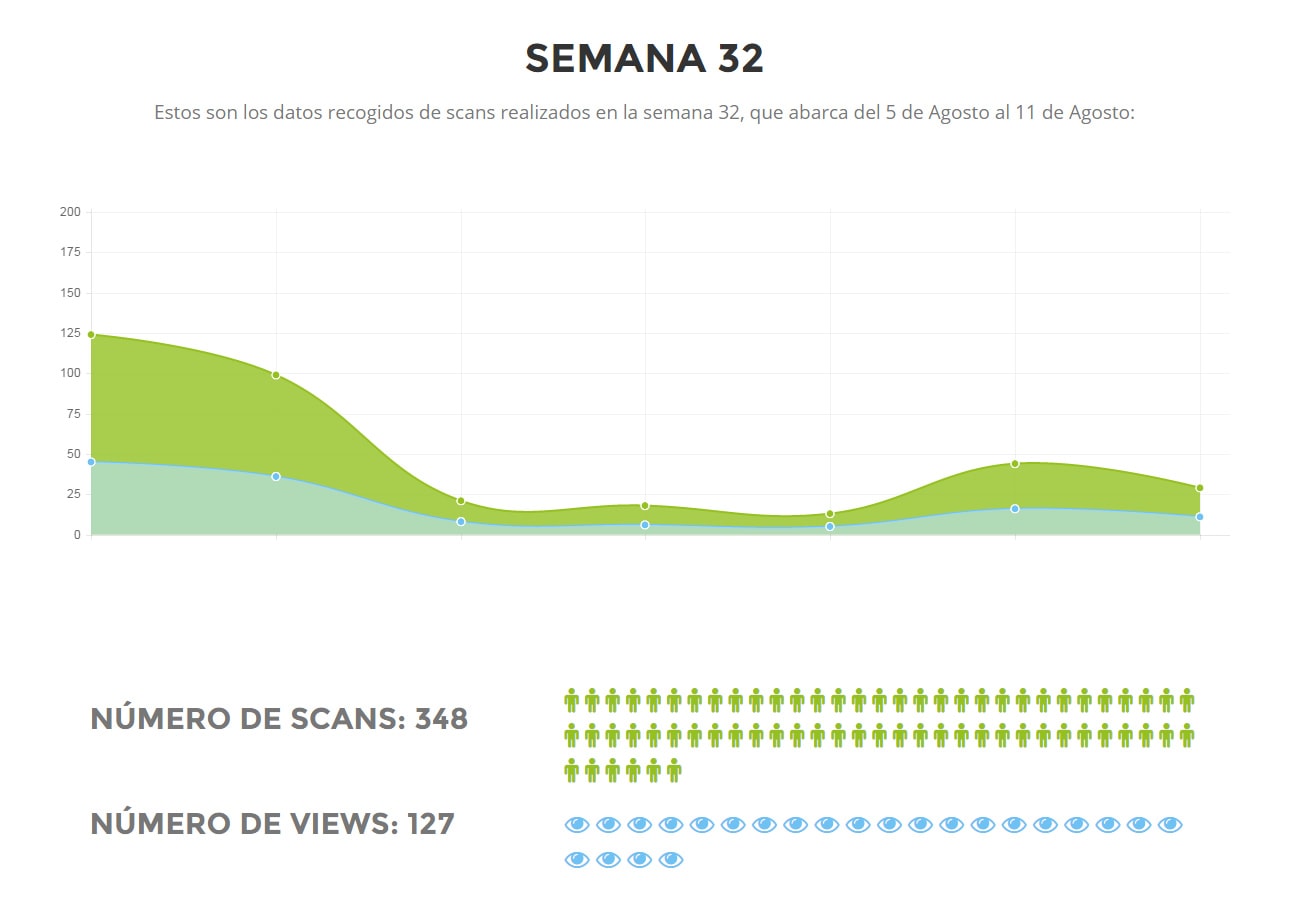 SEMANA 32
Estos son los datos recogidos de scans realizados en la semana 32, que abarca del 5 de Agosto al 11 de Agosto:
200
175
150
125
100
75
50
25
0
NÚMERO DE SCANS: 348
NÚMERO DE VIEWS: 127